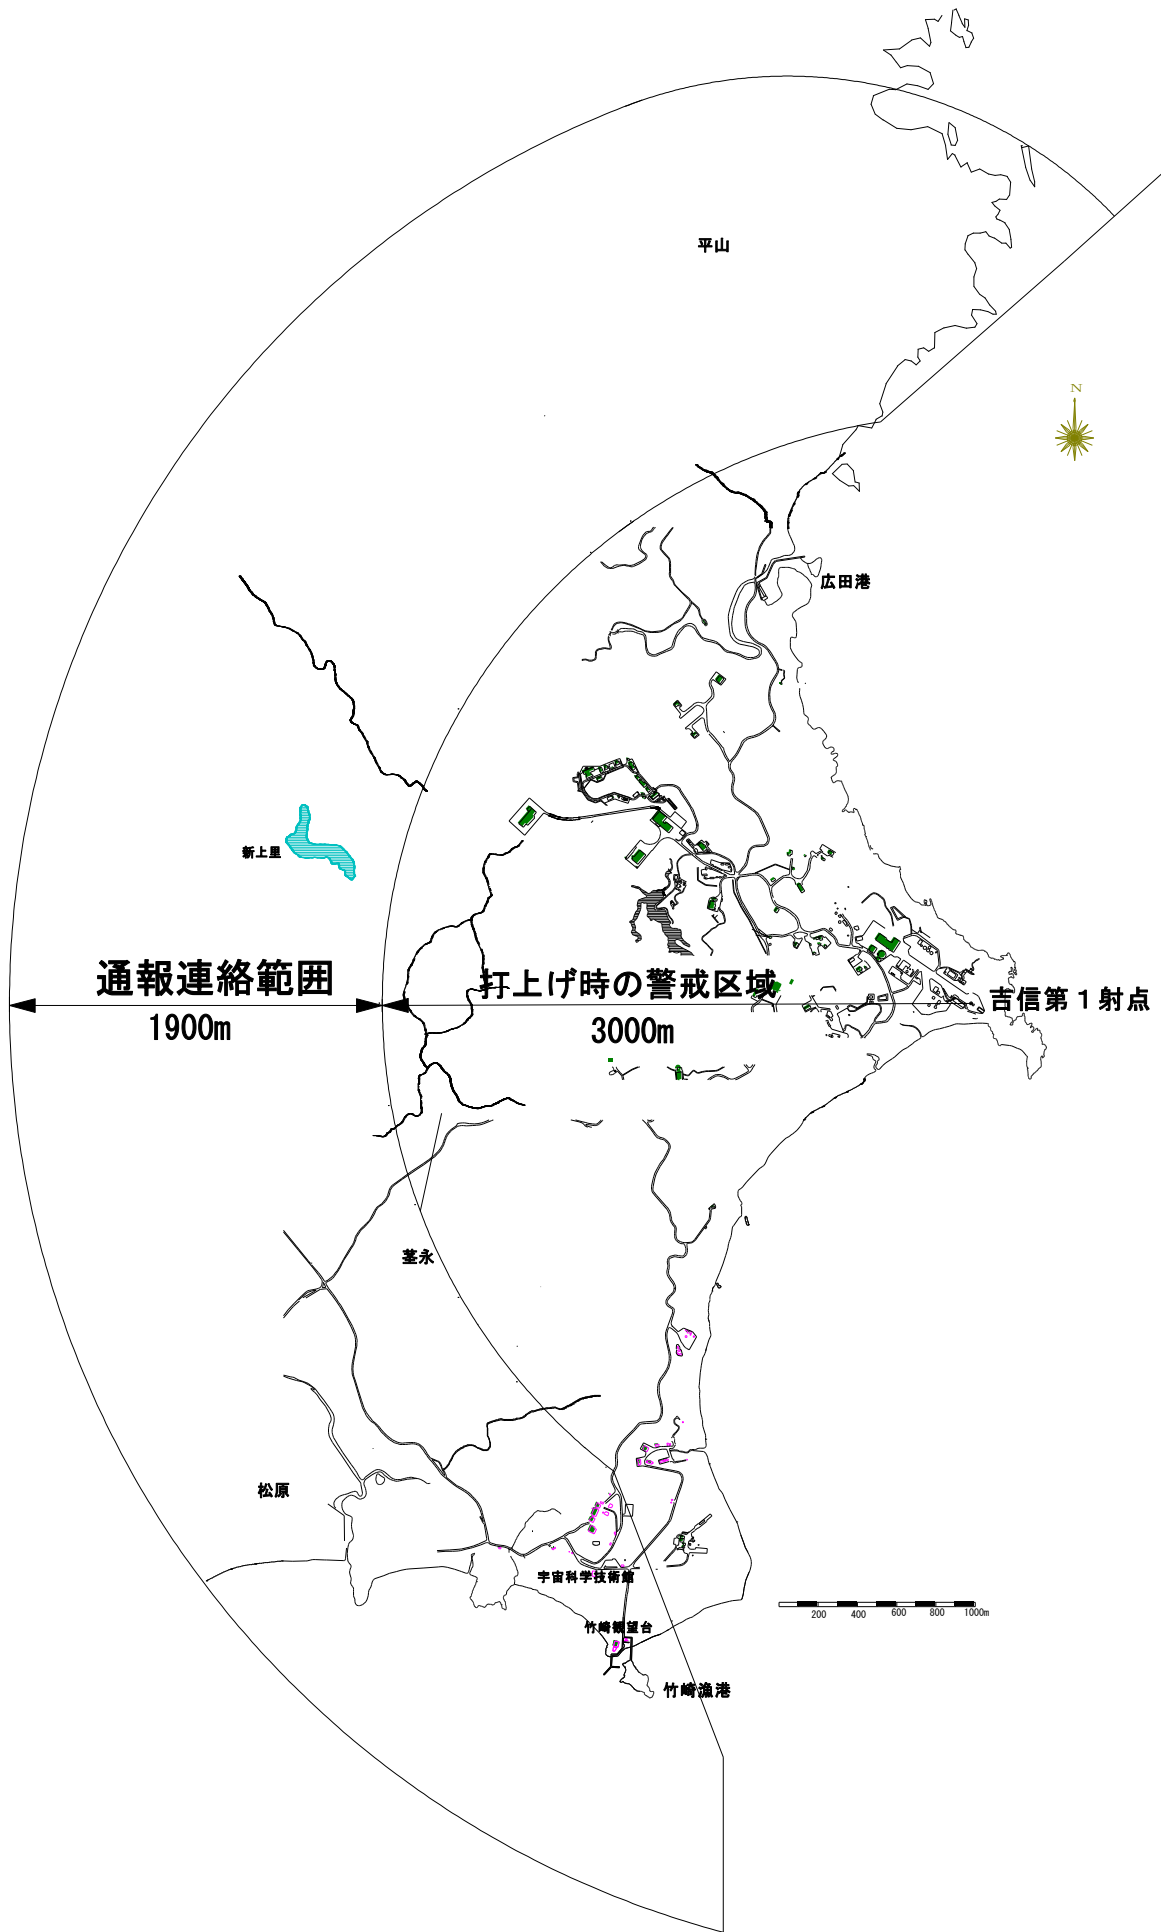 平山
N
広田港
新上里
通報連絡範囲
打上げ時の警戒区域
吉信第1射点
1900m
3000m
茎永
松原
宇宙科学技術館
200 400 600 800 1000m
竹崎観望台
竹崎漁港